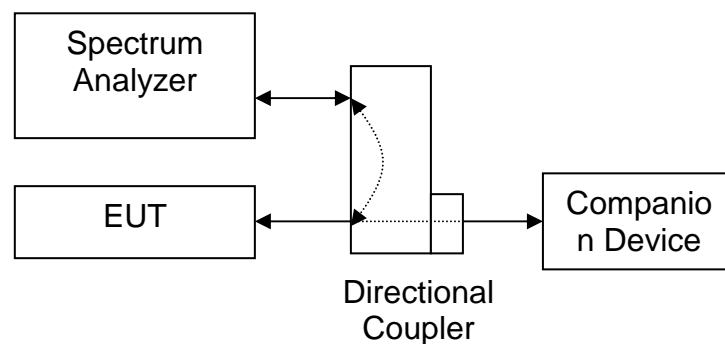 Spectrum
Analyzer
EUT
Companio
n Device
Directional
Coupler